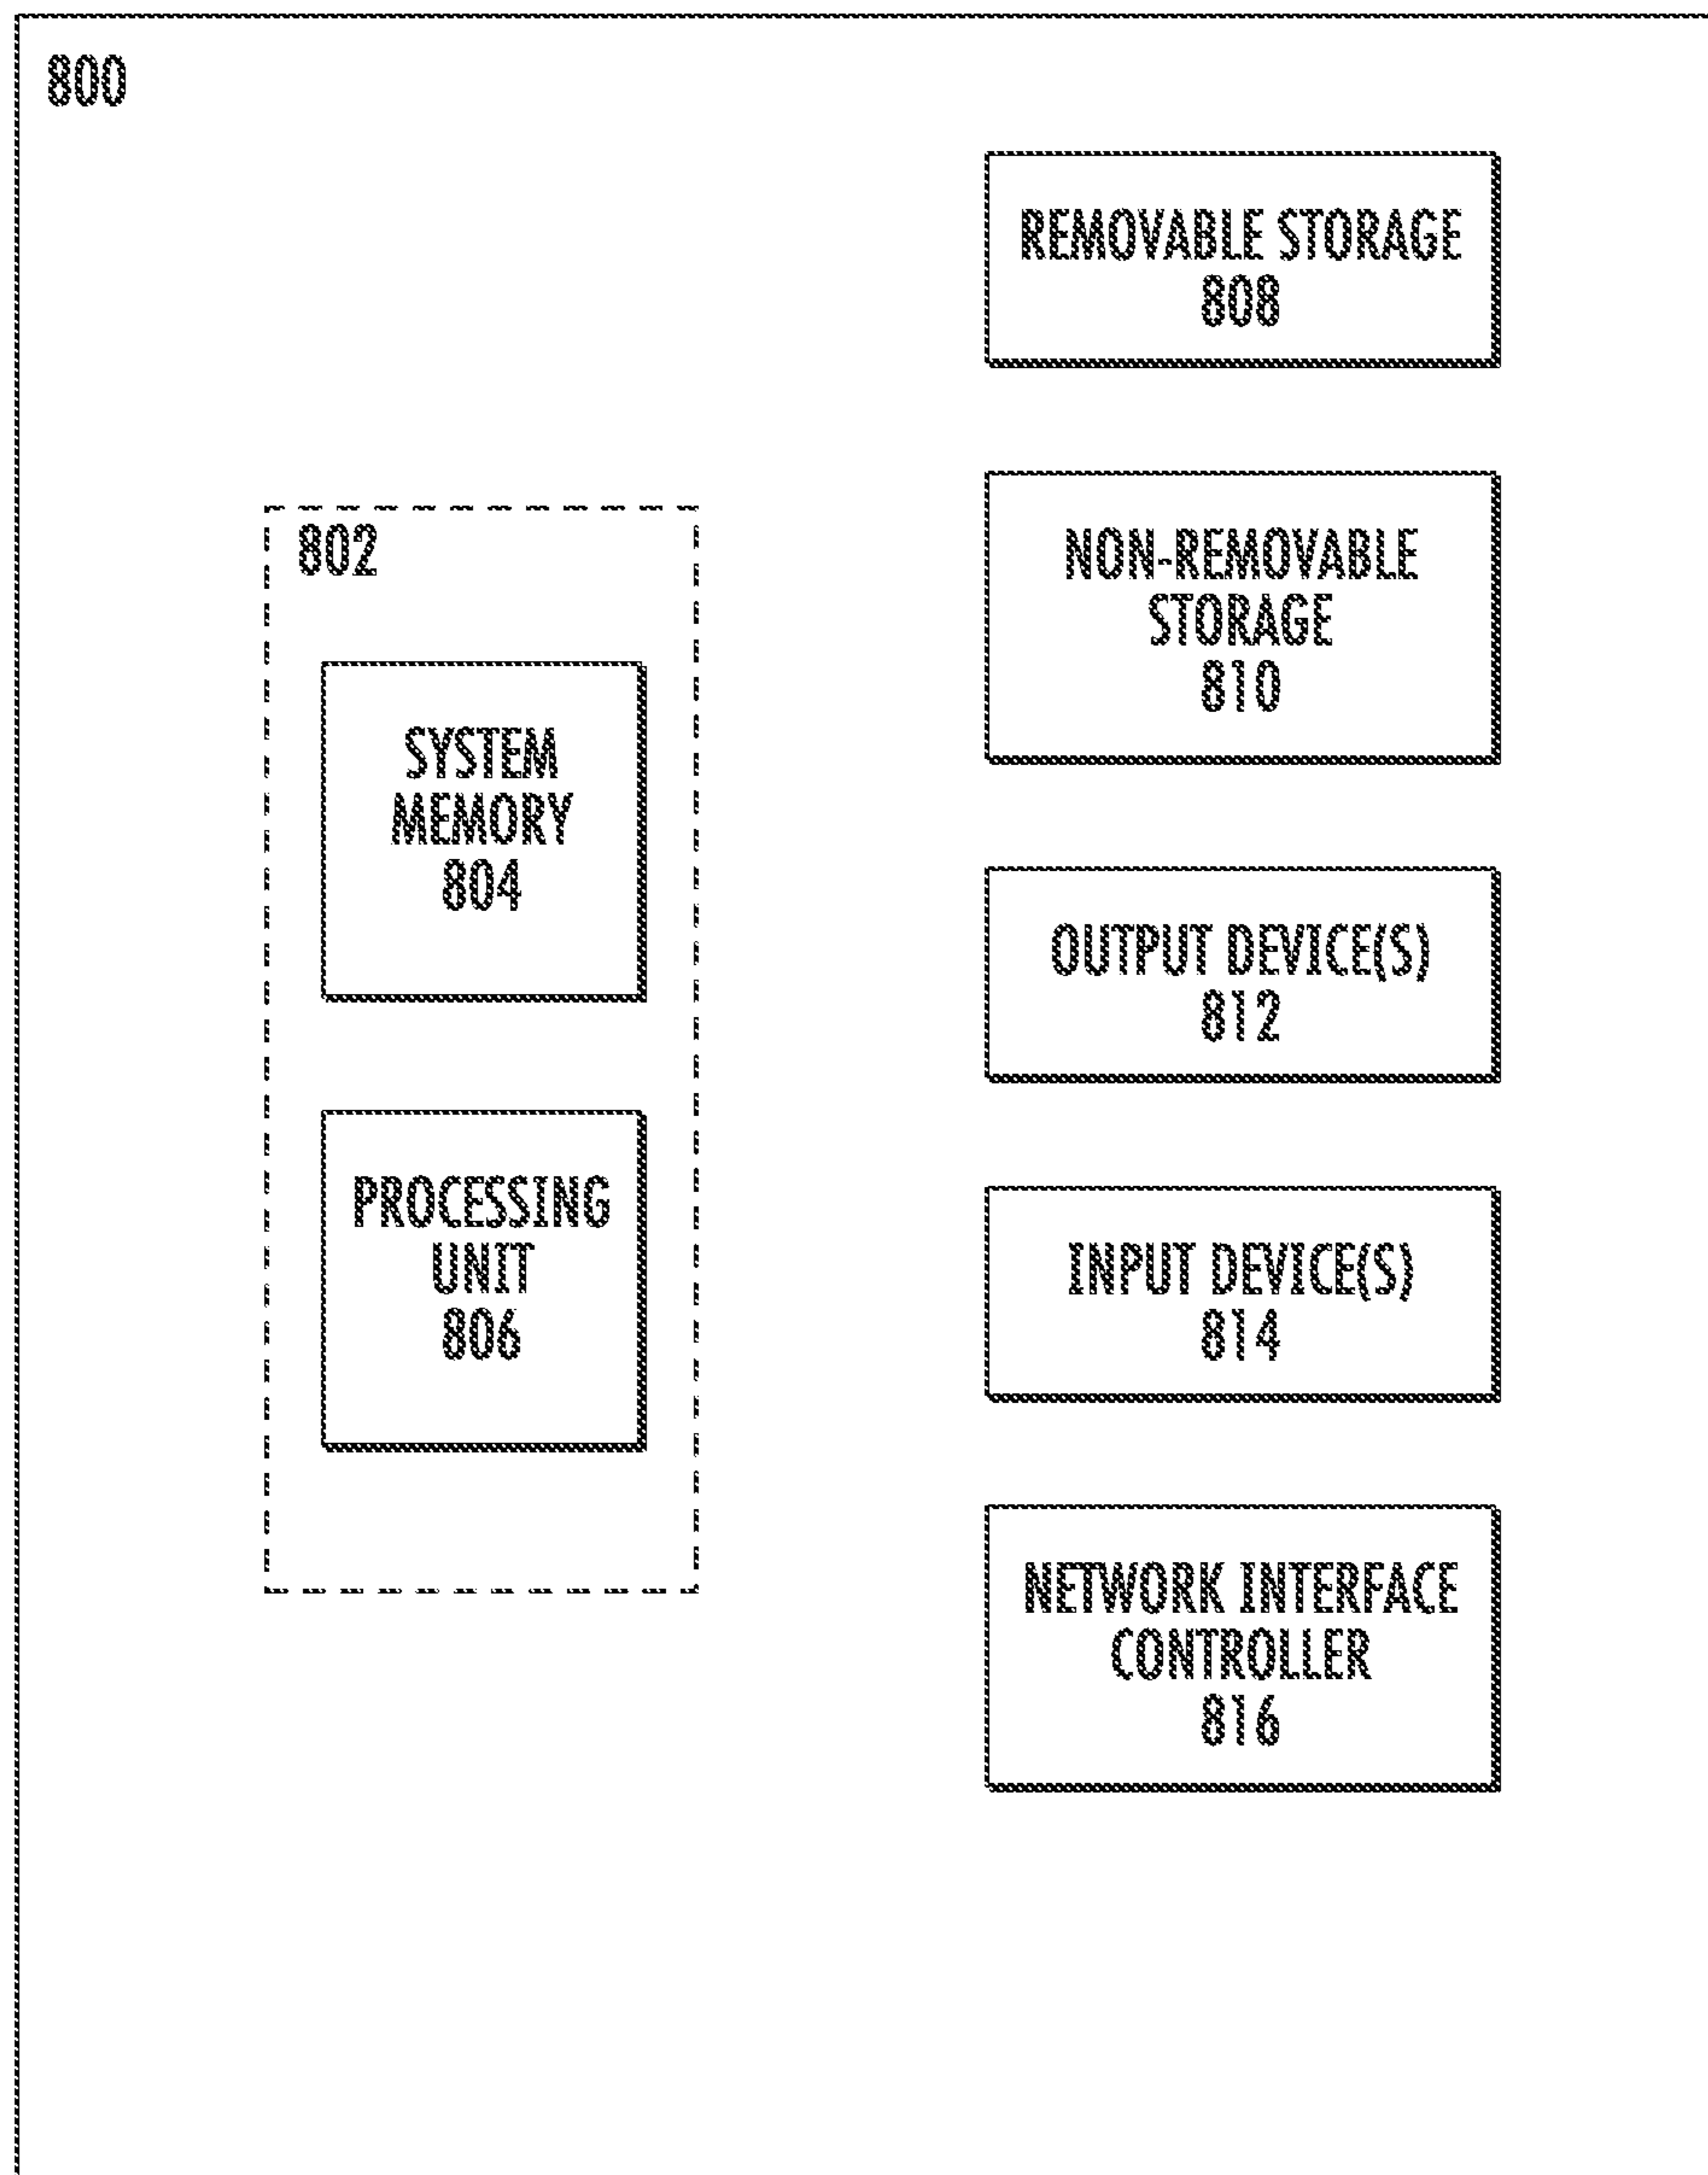 800
802
SYSTEM
MEMORY
804
PROCESSING
UNIT
806
REMOVABLE STORAGE
808
NON-REMOVABLE
STORAGE
810
OUTPUT DEVICE(S)
812
INPUT DEVICE(S)
814
NETWORK INTERFACE
CONTROLLER
816